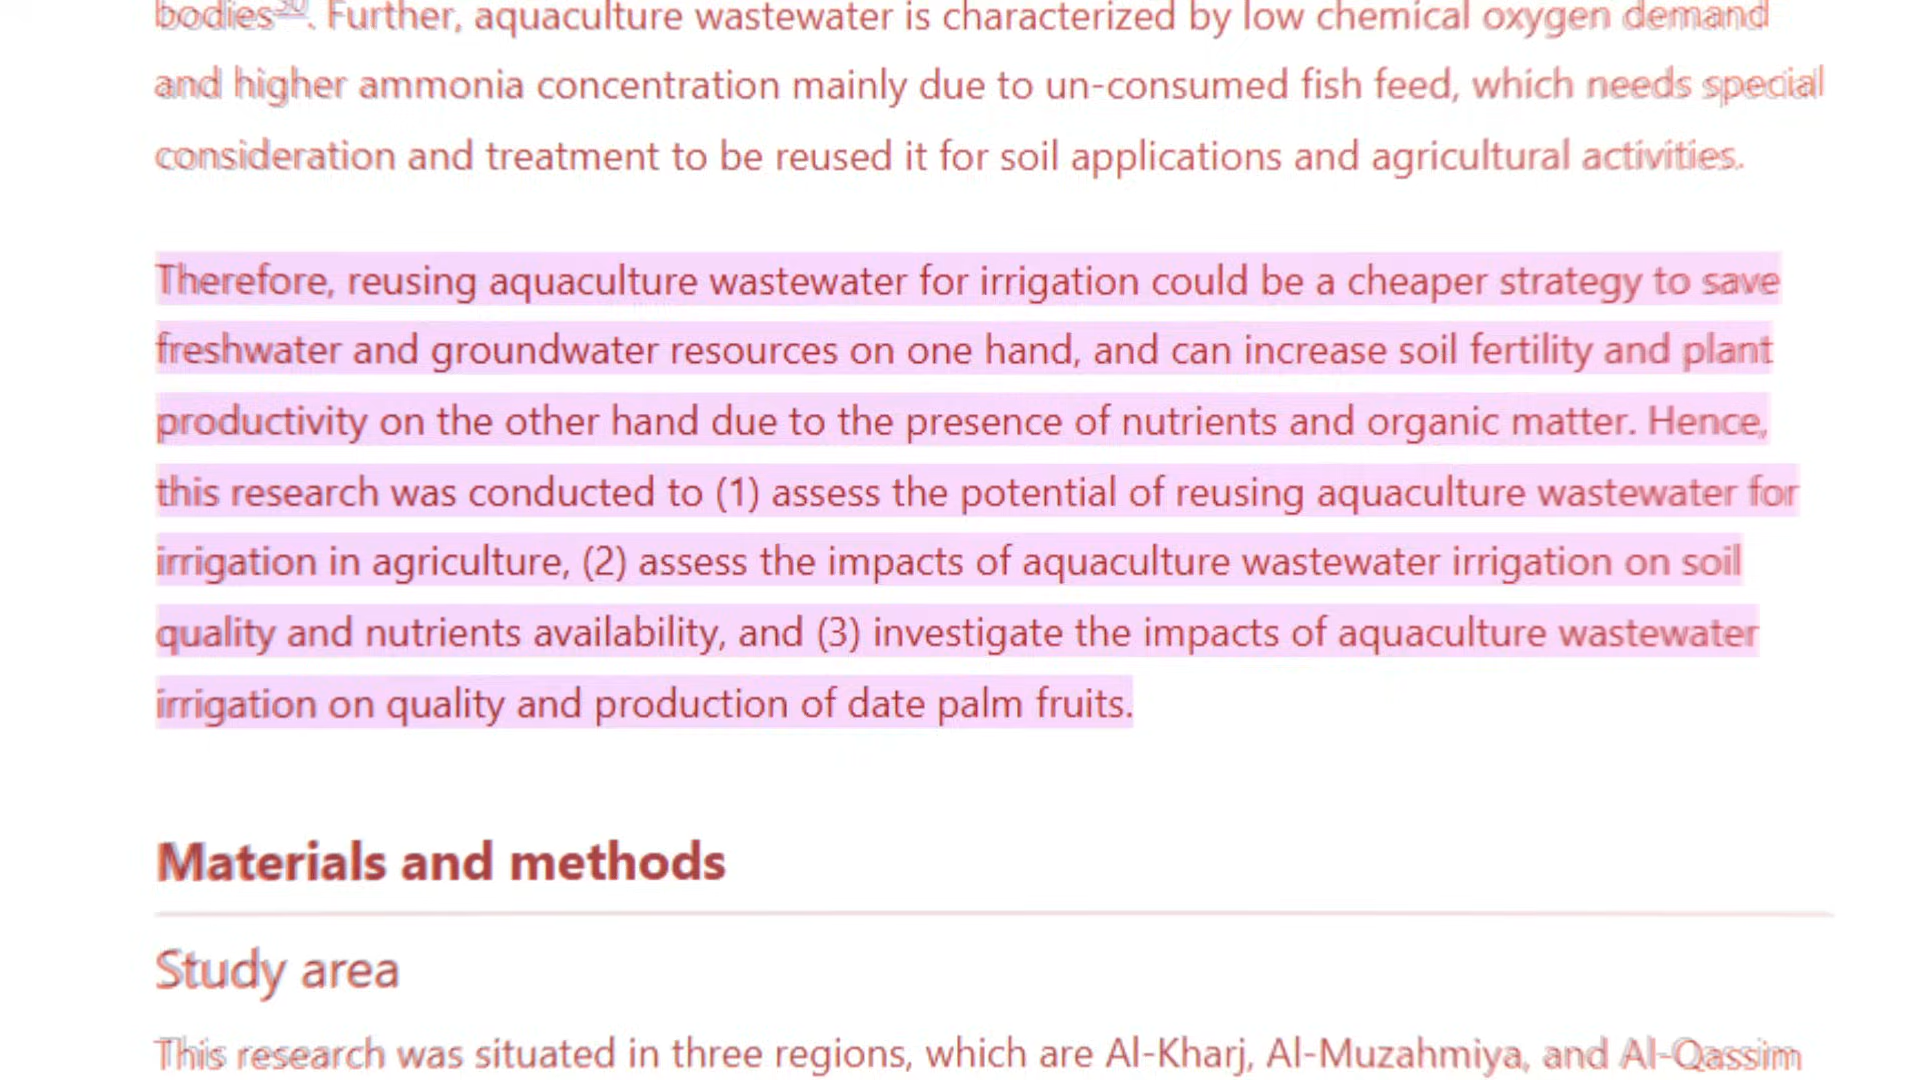 bodies30. Further, aquaculture wastewater is characterized by low chemical oxygen demand
and higher ammonia concentration mainly due to un-consumed fish feed, which needs special
consideration and treatment to be reused it for soil applications and agricultural activities.
Therefore, reusing aquaculture wastewater for irrigation could be a cheaper strategy to save
freshwater and groundwater resources on one hand, and can increase soil fertility and plant
productivity on the other hand due to the presence of nutrients and organic matter. Hence,
this research was conducted to (1) assess the potential of reusing aquaculture wastewater for
irrigation in agriculture, (2) assess the impacts of aquaculture wastewater irrigation on soil
quality and nutrients availability, and (3) investigate the impacts of aquaculture wastewater
irrigation on quality and production of date palm fruits.
Materials and methods
Study area
This research was situated in three regions, which are Al-Kharj, Al-Muzahmiya, and Al-Qassim